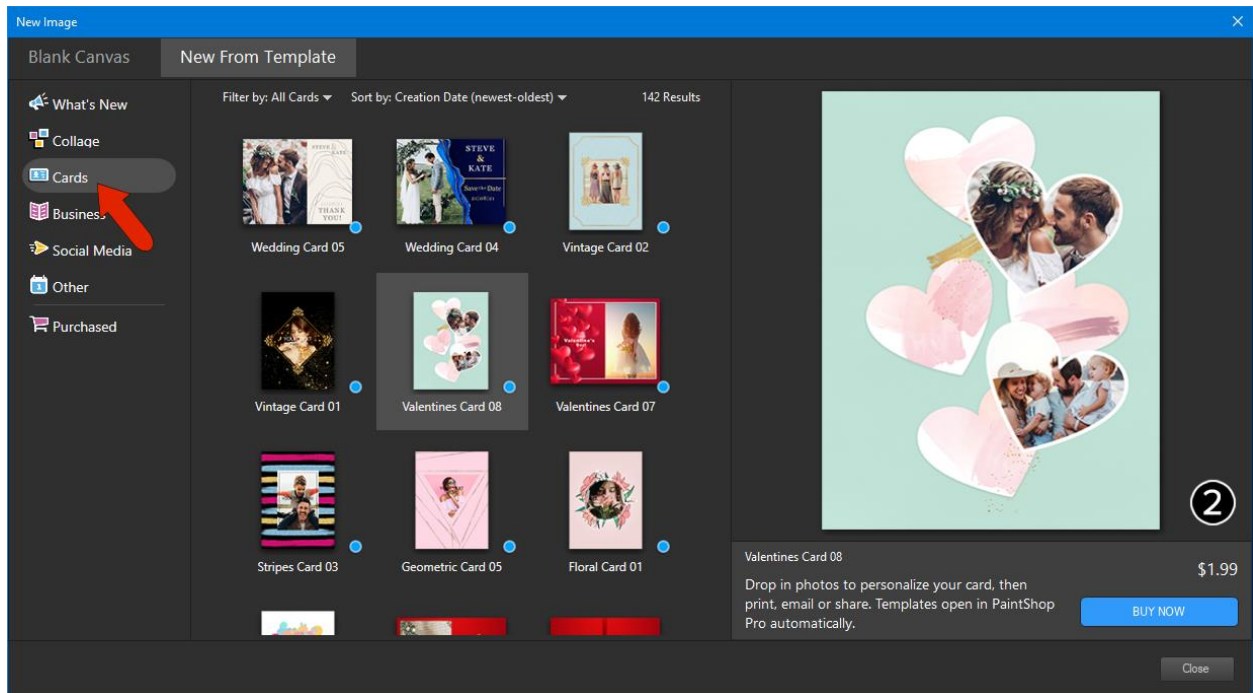 New Image
Blank Canvas
New From Template
What's New
Collage
Cards
Business
Social Media
Other
Purchased
Filter by: All Cards
Sort by: Creation Date (newest-oldest)
142 Results
STEVE &
KATE
THANK
YOU!
STEVE
&
KATE
Save the Date
Wedding Card 05
Wedding Card 04
Vintage Card 02
Valentine's
Vintage Card 01
Valentines Card 08
Valentines Card 07
Stripes Card 03
Geometric Card 05
Floral Card 01
2
Valentines Card 08
$1.99
Drop in photos to personalize your card, then
print, email or share. Templates open in PaintShop
Pro automatically.
BUY NOW
Close